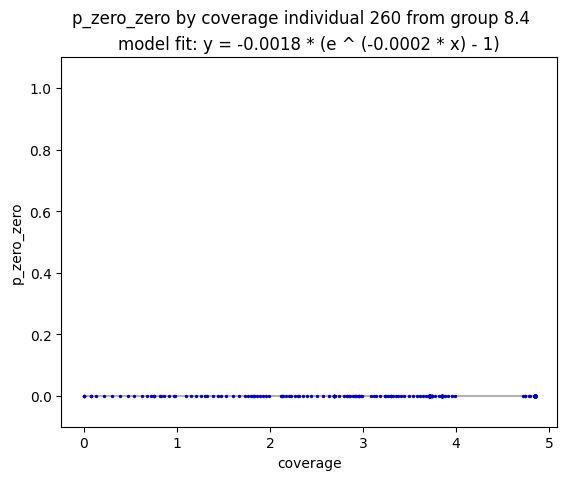 p_zero_zero by coverage individual 260 from group 8.4
model fit: y = -0.0018 * (e ^ (-0.0002 * x) - 1)
1.0
0.8
0.6
0.4
0.2
0.0
p_zero_zero
0 1 2 3 4 5
coverage